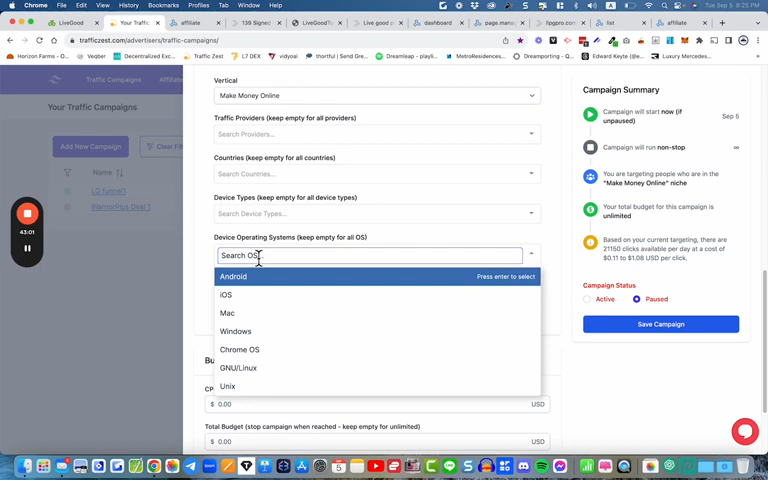 Chrome File Edit View History Bookmarks Profiles Tab Window Help
Tue Sep 5 8:25 PM
LiveGood
Your Traffic
affiliate
139 Signed
LiveGoodTu
Live good p
dashboard
page.mana
lpgpro.com
list
affiliate
trafficzest.com/advertisers/traffic-campaigns/
Horizon Oregon |...
Veqber
Decentralized Exc...
TV
L7 DEX
vidyoai
thortful | Send Gre...
Dreamleap - playli...
MetroResidences...
Dreamporting - Q...
Edward Keyte (@e...
Luxury Mercedes...
Traffic Campaigns
Affiliate
Your Traffic Campaigns
Add New Campaign
Clear Fil
Name
LG funnel1
WarriorPlus Deal 1
43:01
Vertical
Make Money Online
Traffic Providers (keep empty for all providers)
Search Providers...
Countries (keep empty for all countries)
Search Countries...
Device Types (keep empty for all device types)
Search Device Types...
Device Operating Systems (keep empty for all OS)
Search OS...
Android
Press enter to select
iOS
Mac
Windows
Chrome OS
GNU/Linux
Unix
Bu
CP
$ 0.00 USD
Total Budget (stop campaign when reached - keep empty for unlimited)
$ 0.00 USD
Campaign Summary
Campaign will start now (if unpaused)
Sep 5
Campaign will run non-stop
∞
You are targeting people who are in the "Make Money Online" niche
Your total budget for this campaign is unlimited
Based on your current targeting, there are 21150 clicks available per day at a cost of $0.11 to $1.08 USD per click.
Campaign Status
Active
Paused
Save Campaign